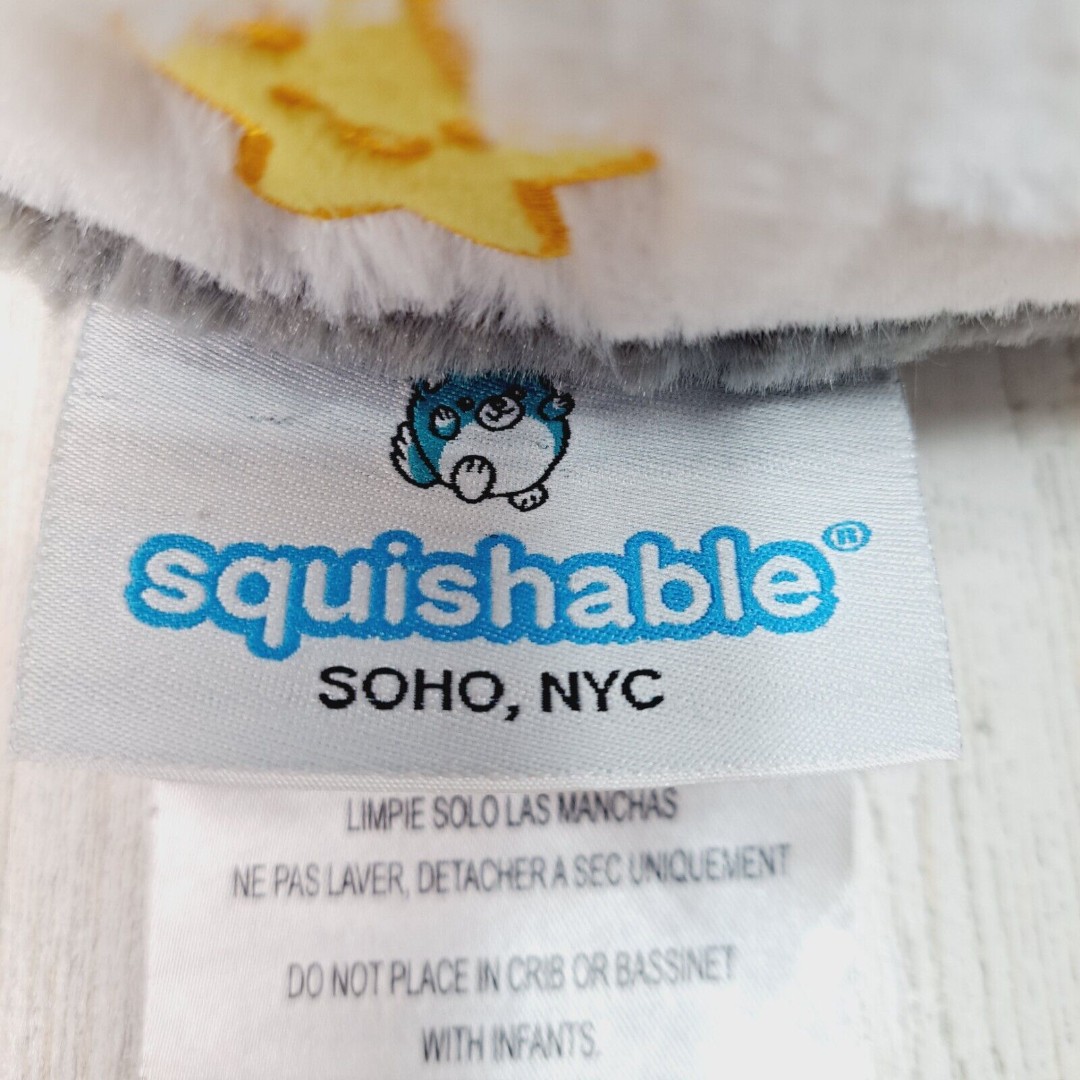 squishable®
SOHO, NYC
LIMPIE SOLO LAS MANCHAS
NE PAS LAVER, DETACHER A SEC UNIQUEMENT
DO NOT PLACE IN CRIB OR BASSINET
WITH INFANTS.